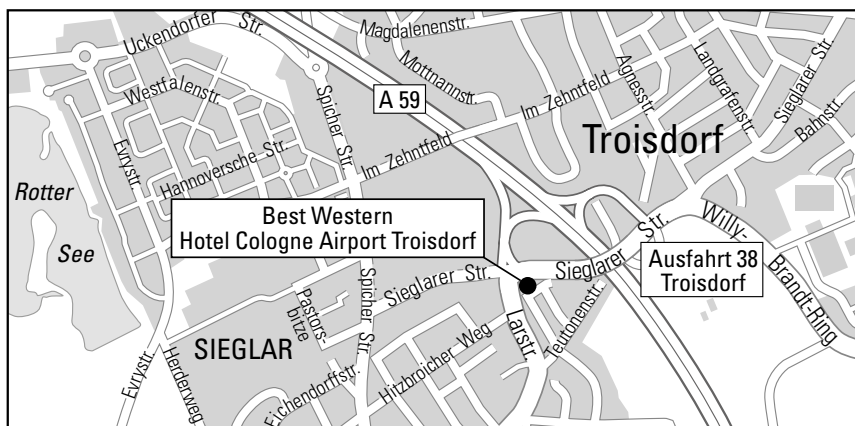 Uckendorfer
Str.
Magdalenenstr.
Mottmannstr.
Westfalenstr.
A 59
Spicher Str.
Im Zehntfeld
Agnesstr.
Landgrafenstr.
Sieglarer Str.
Bahnstr.
Evrystr.
Hannoversche Str.
Im Zehntfeld
Troisdorf
Rotter
See
Best Western
Hotel Cologne Airport Troisdorf
Sieglarer Str.
Spicher Str.
Sieglarer
Str.
Willy-
Brandt-Ring
Ausfahrt 38
Troisdorf
Pastors-
bitze
SIEGLAR
Larstr.
Teutonenstr.
Evrystr.
Herderweg
Eichendorffstr.
Hitzbroicher Weg